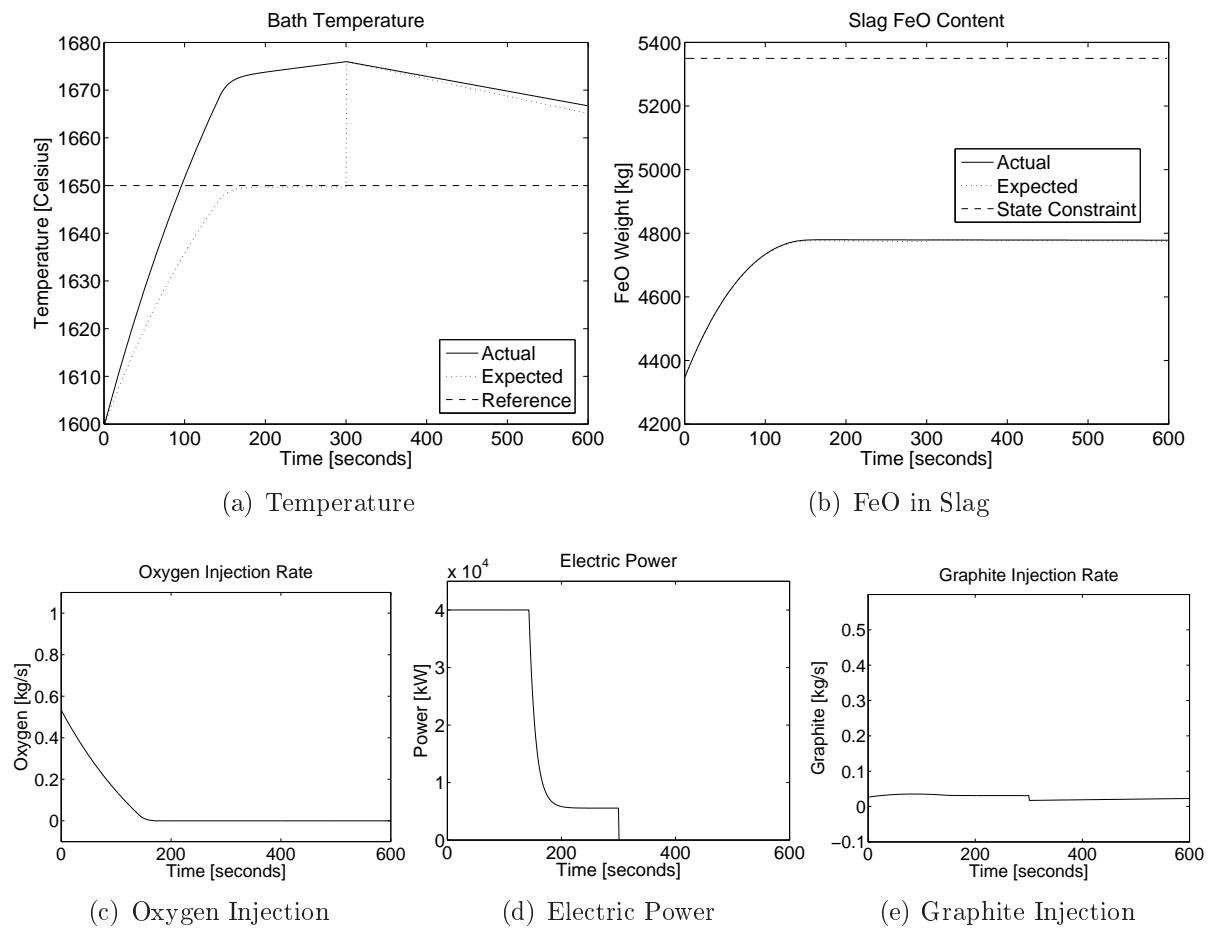 Bath Temperature
1680
1670
1660
1650
1640
1630
1620
1610
1600
Temperature [Celsius]
0 100 200 300 400 500 600
Time [seconds]
Actual
Expected
Reference
(a) Temperature
Slag FeO Content
5400
5200
5000
4800
4600
4400
4200
FeO Weight [kg]
0 100 200 300 400 500 600
Time [seconds]
Actual
Expected
State Constraint
(b) FeO in Slag
Oxygen Injection Rate
1
0.8
0.6
0.4
0.2
0
Oxygen [kg/s]
0 200 400 600
Time [seconds]
(c) Oxygen Injection
Electric Power
x 10^4
4
3
2
1
0
Power [kW]
0 200 400 600
Time [seconds]
(d) Electric Power
Graphite Injection Rate
0.5
0.4
0.3
0.2
0.1
0
−0.1
Graphite [kg/s]
0 200 400 600
Time [seconds]
(e) Graphite Injection